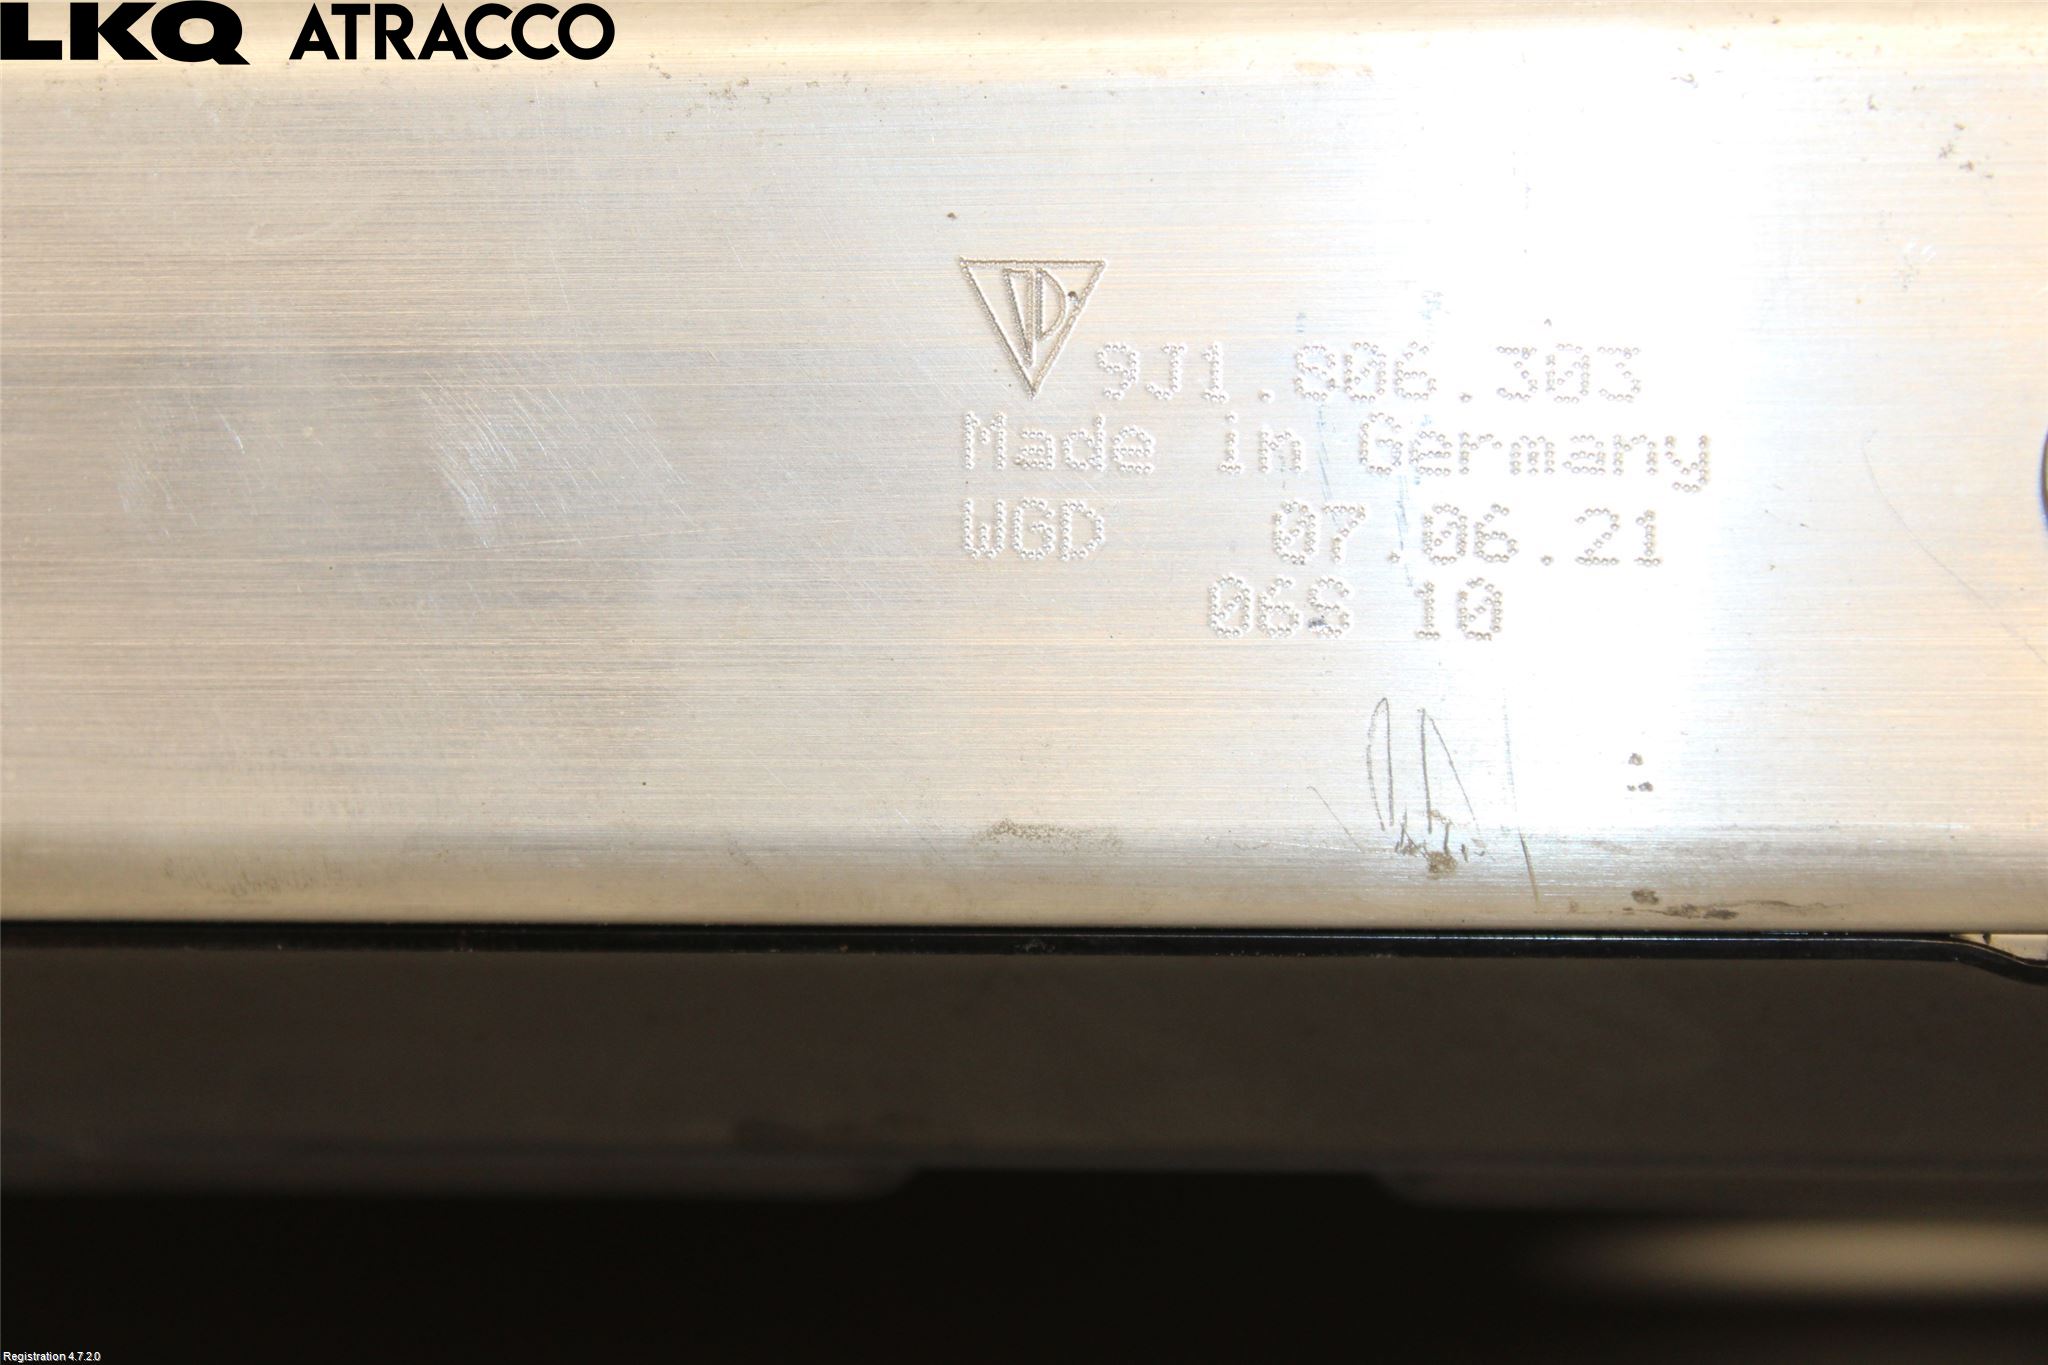 LKQ ATRACCO
9J1.806.303
Made in Germany
WGD 07.06.21
06S 10
Registration 4.7.2.0